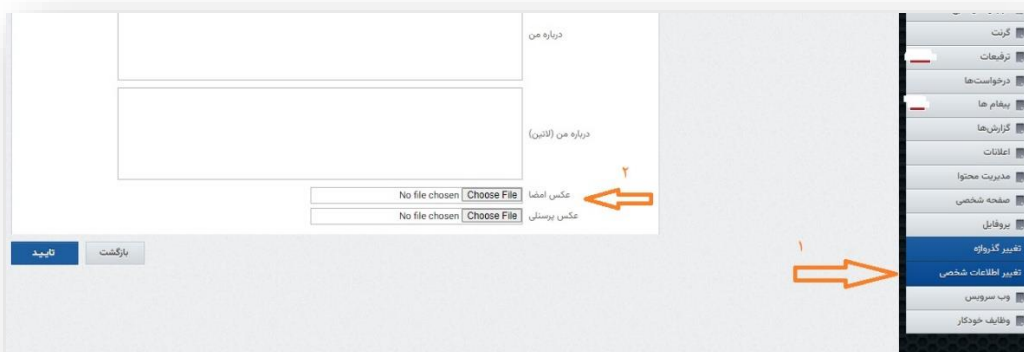 گرنت
ترفیعات
درخواست‌ها
پیغام ها
گزارش‌ها
اعلانات
مدیریت محتوا
صفحه شخصی
پروفایل
تغییر گذرواژه
تغییر اطلاعات شخصی
وب سرویس
وظایف خودکار
۱
درباره من
درباره من (لاتین)
۲
عکس امضا Choose File No file chosen
عکس پرسنلی Choose File No file chosen
بازگشت تایید